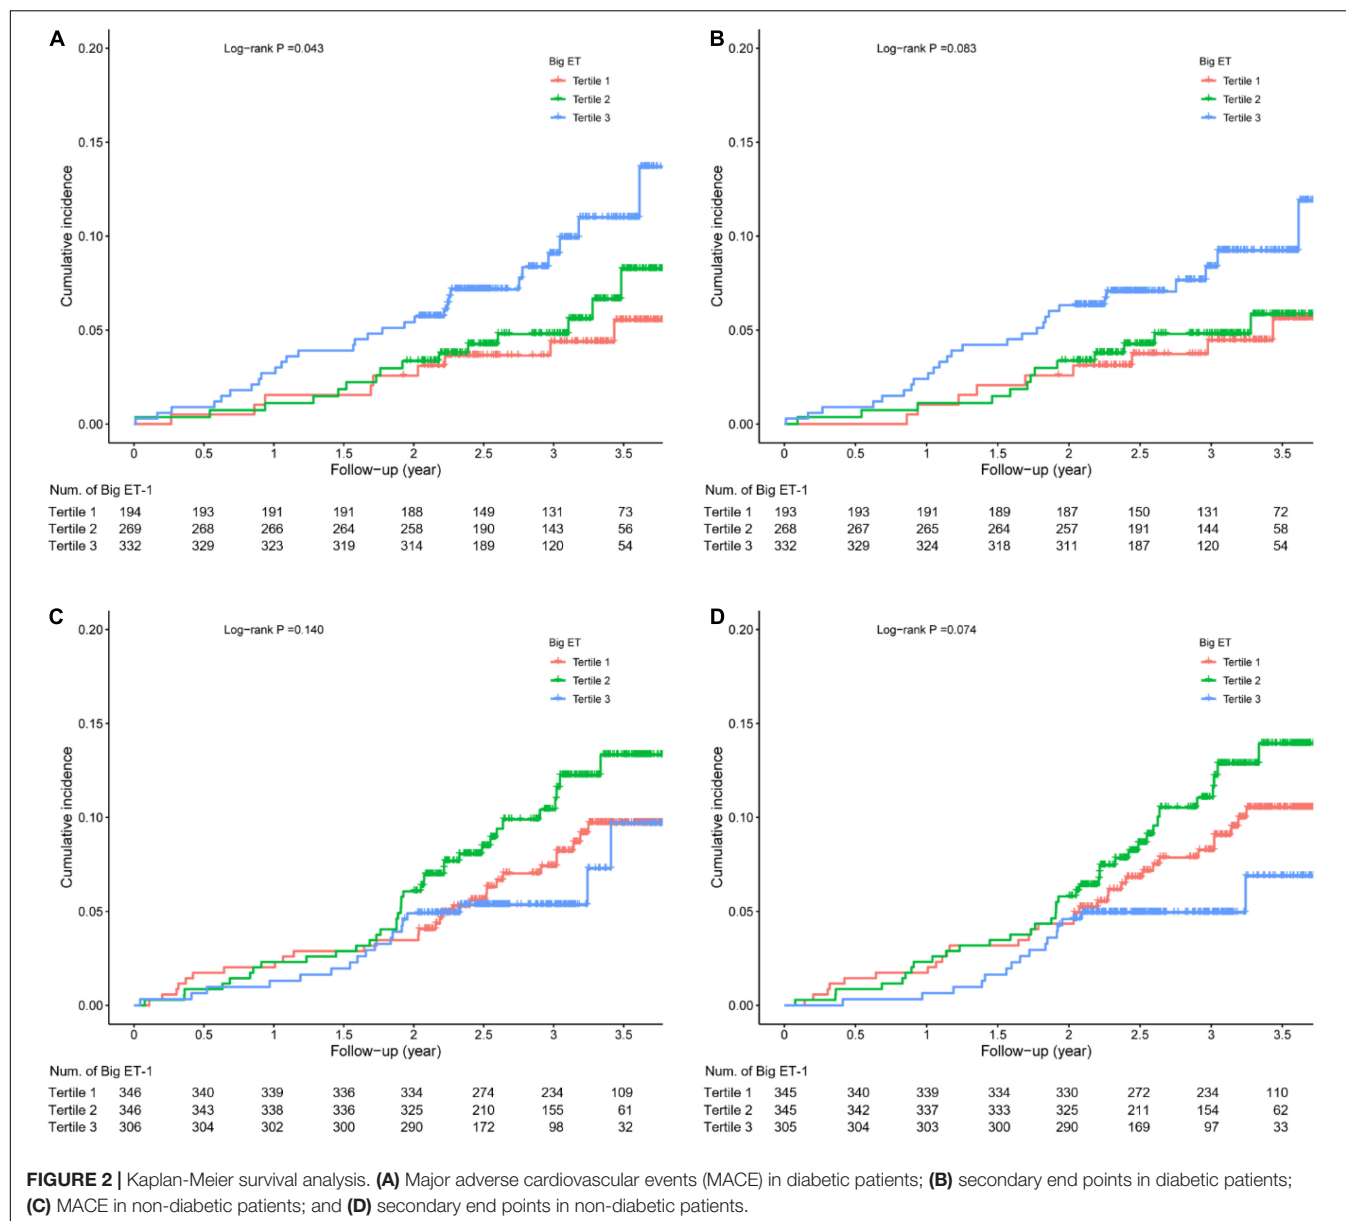 A
Log-rank P =0.043
Big ET
Tertile 1
Tertile 2
Tertile 3
Cumulative incidence
0.20
0.15
0.10
0.05
0.00
0 0.5 1 1.5 2 2.5 3 3.5
Follow-up (year)
Num. of Big ET-1
Tertile 1 194 193 191 191 188 149 131 73
Tertile 2 269 268 266 264 258 190 143 56
Tertile 3 332 329 323 319 314 189 120 54
B
Log-rank P =0.083
Big ET
Tertile 1
Tertile 2
Tertile 3
Cumulative incidence
0.20
0.15
0.10
0.05
0.00
0 0.5 1 1.5 2 2.5 3 3.5
Follow-up (year)
Num. of Big ET-1
Tertile 1 193 193 191 189 187 150 131 72
Tertile 2 268 267 265 264 257 191 144 58
Tertile 3 332 329 324 318 311 187 120 54
C
Log-rank P =0.140
Big ET
Tertile 1
Tertile 2
Tertile 3
Cumulative incidence
0.20
0.15
0.10
0.05
0.00
0 0.5 1 1.5 2 2.5 3 3.5
Follow-up (year)
Num. of Big ET-1
Tertile 1 346 340 339 336 334 274 234 109
Tertile 2 346 343 338 336 325 210 155 61
Tertile 3 306 304 302 300 290 172 98 32
D
Log-rank P =0.074
Big ET
Tertile 1
Tertile 2
Tertile 3
Cumulative incidence
0.20
0.15
0.10
0.05
0.00
0 0.5 1 1.5 2 2.5 3 3.5
Follow-up (year)
Num. of Big ET-1
Tertile 1 345 340 339 334 330 272 234 110
Tertile 2 345 342 337 333 325 211 154 62
Tertile 3 305 304 303 300 290 169 97 33
FIGURE 2 | Kaplan-Meier survival analysis. (A) Major adverse cardiovascular events (MACE) in diabetic patients; (B) secondary end points in diabetic patients;
(C) MACE in non-diabetic patients; and (D) secondary end points in non-diabetic patients.